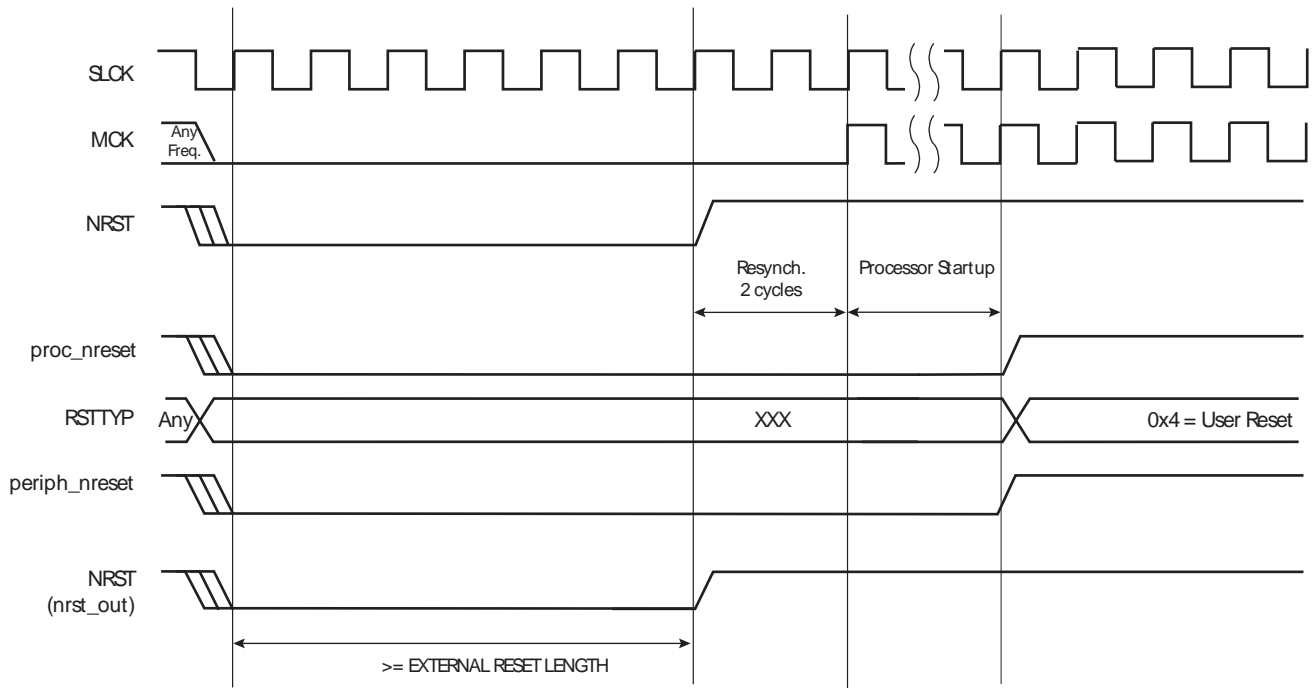 SLCK
MCK
Any
Freq.
NRST
Resynch.
2 cycles
Processor Startup
proc_nreset
RSTTYP
Any
XXX
0x4 = User Reset
periph_nreset
NRST
(nrst_out)
>= EXTERNAL RESET LENGTH